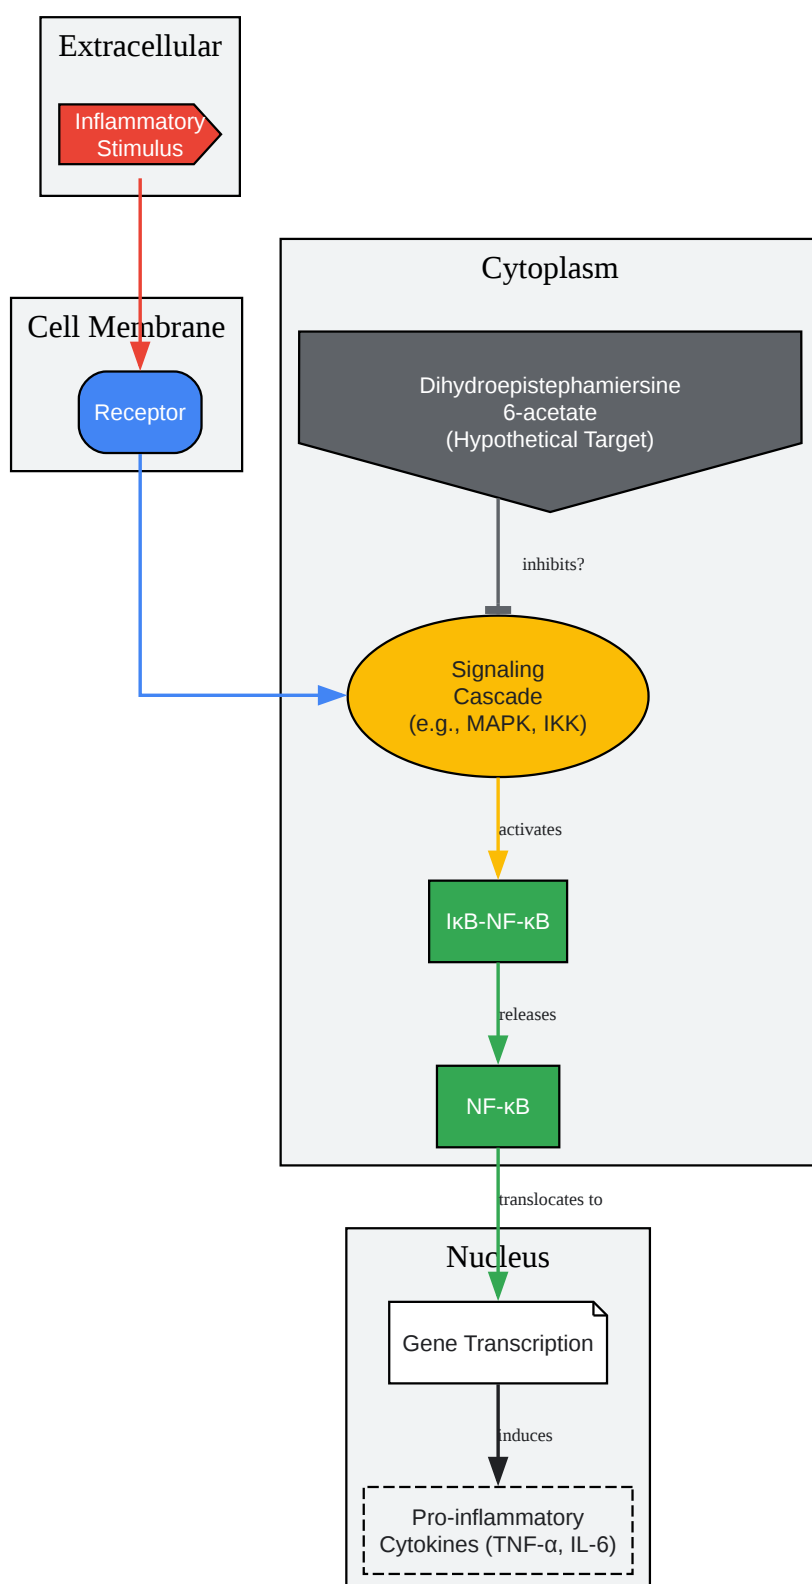 Extracellular
Inflammatory
Stimulus
Cytoplasm
Cell Membrane
Receptor
Dihydroepistephamiersine
6-acetate
(Hypothetical Target)
inhibits?
Signaling
Cascade
(e.g., MAPK, IKK)
activates
IκB-NF-κB
releases
NF-κB
translocates to
Nucleus
Gene Transcription
induces
Pro-inflammatory
Cytokines (TNF-α, IL-6)